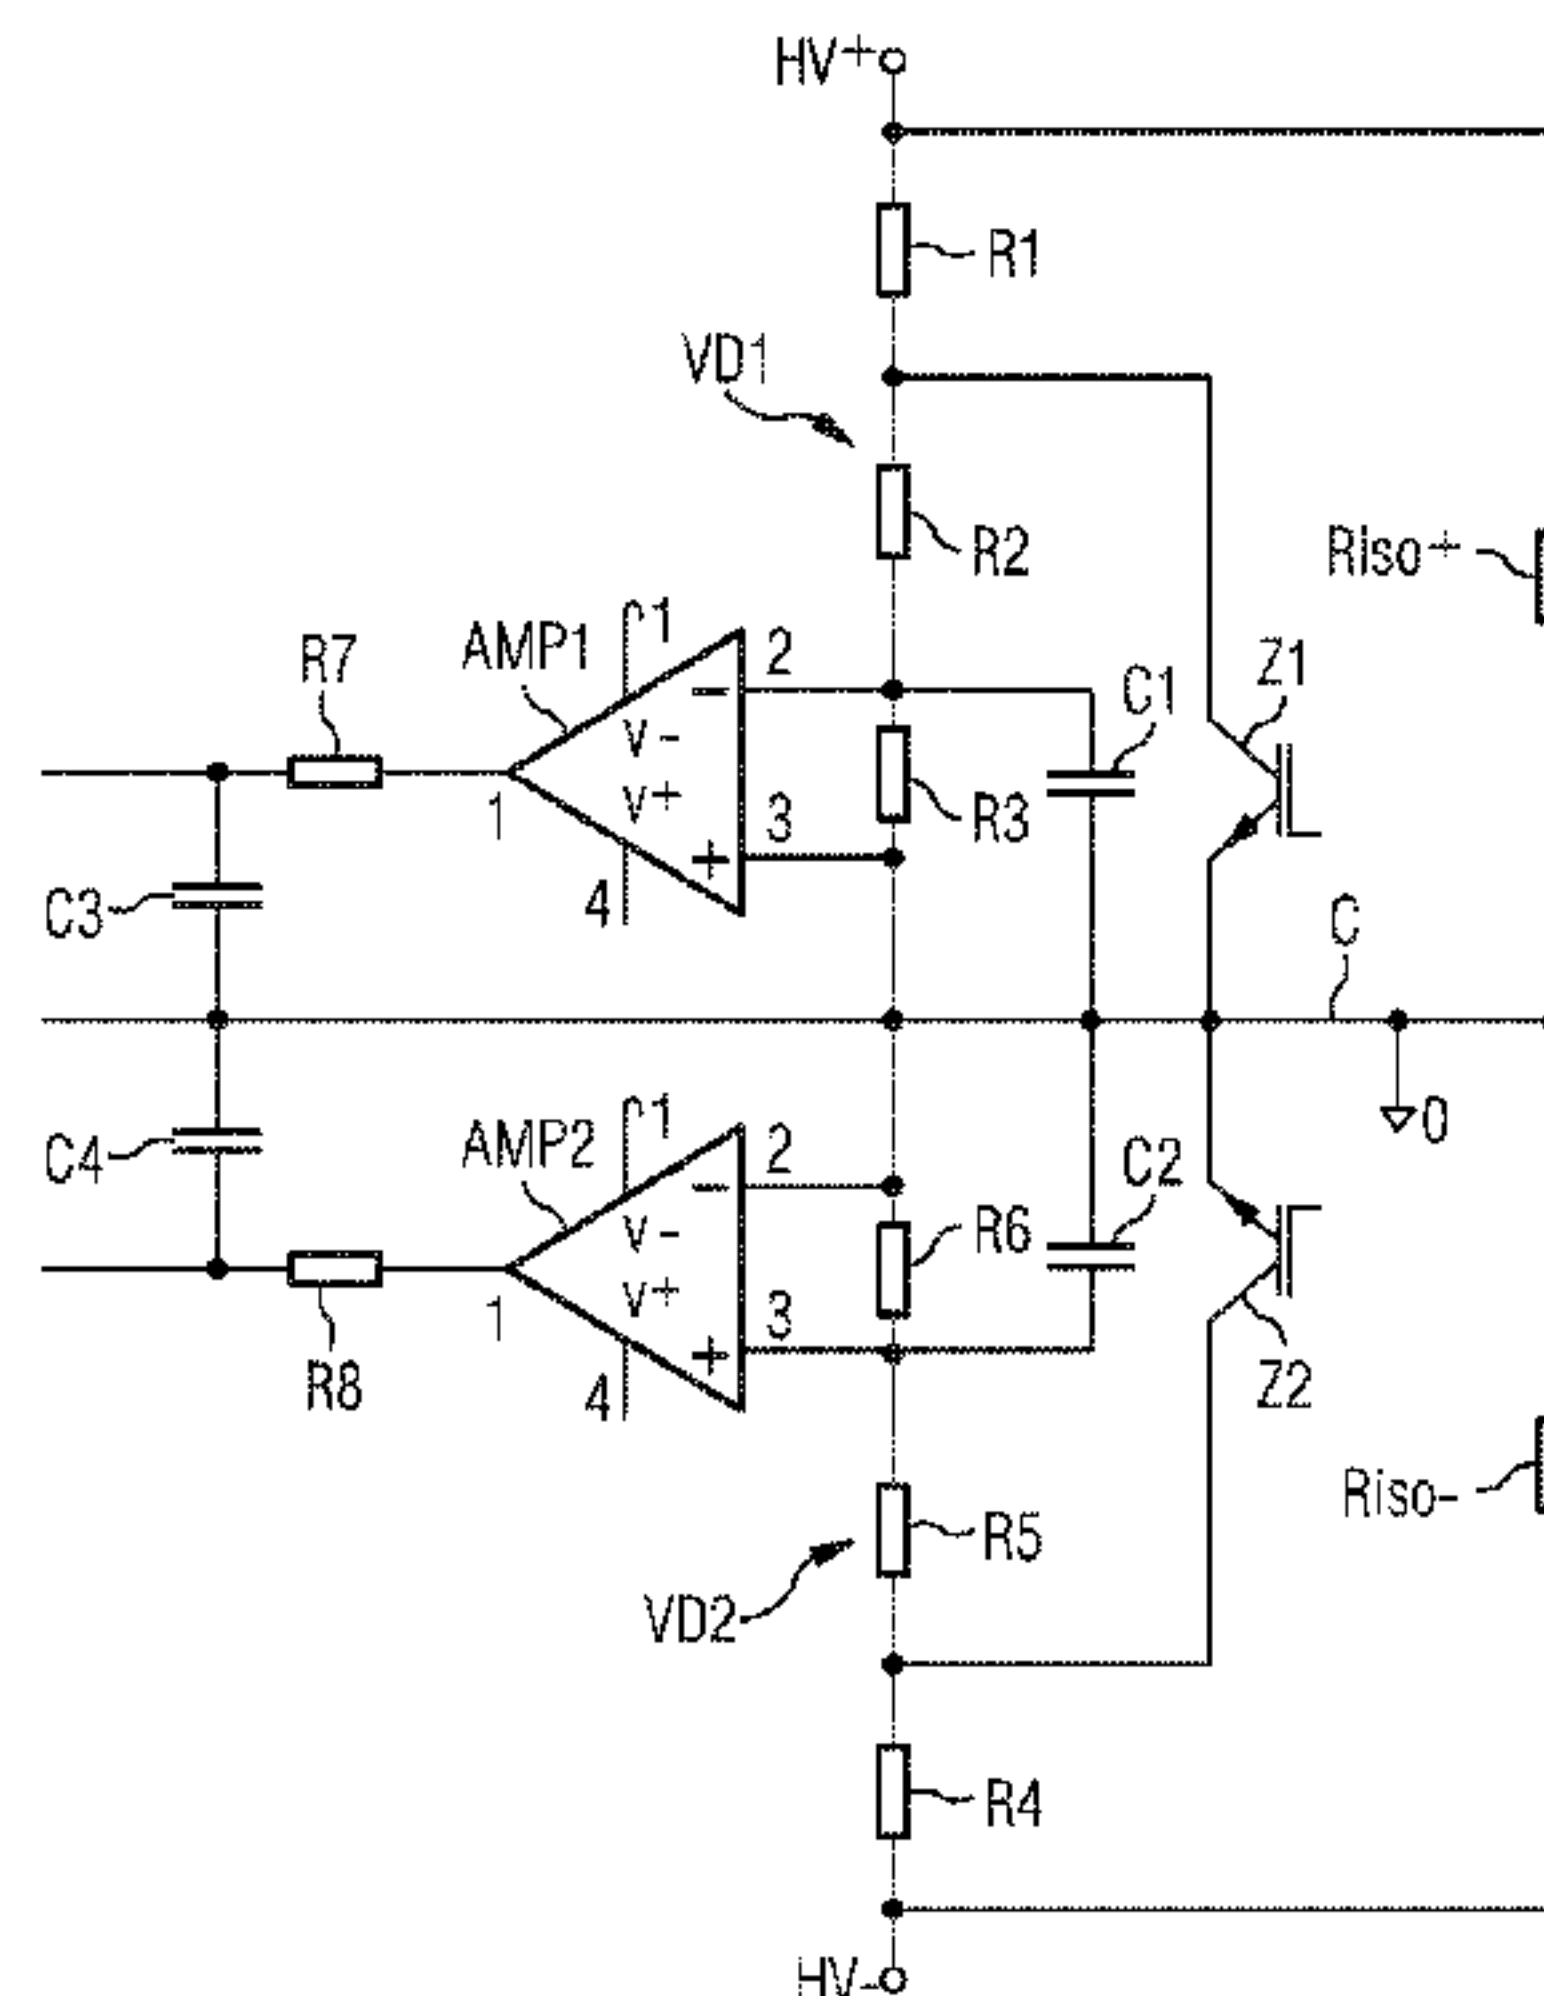 HV+
R1
VD1
R2
Riso+
1
AMP1
2
R7
C1
Z1
V-
V+
1
3
R3
4
C3
C
1
AMP2
2
C2
0
C4
V-
R6
V+
1
3
4
R8
Z2
Riso-
R5
VD2
R4
HV-